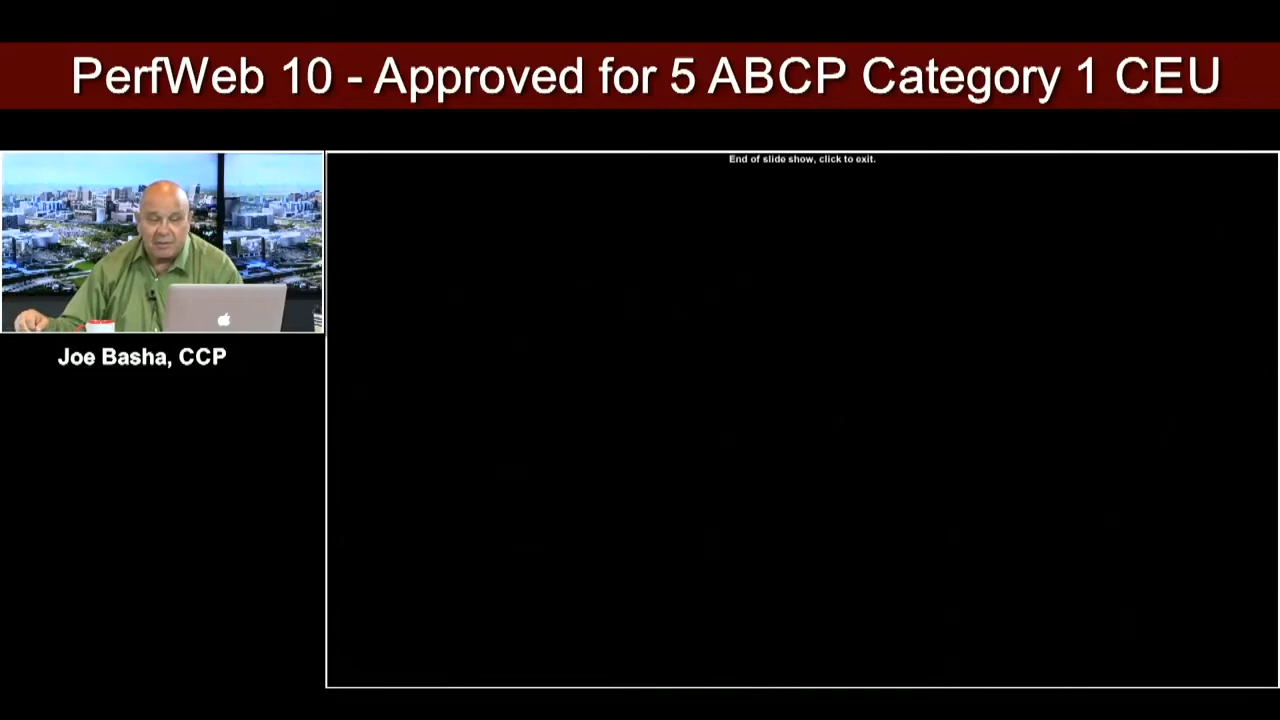 PerfWeb 10 - Approved for 5 ABCP Category 1 CEU
End of slide show, click to exit.
Joe Basha, CCP